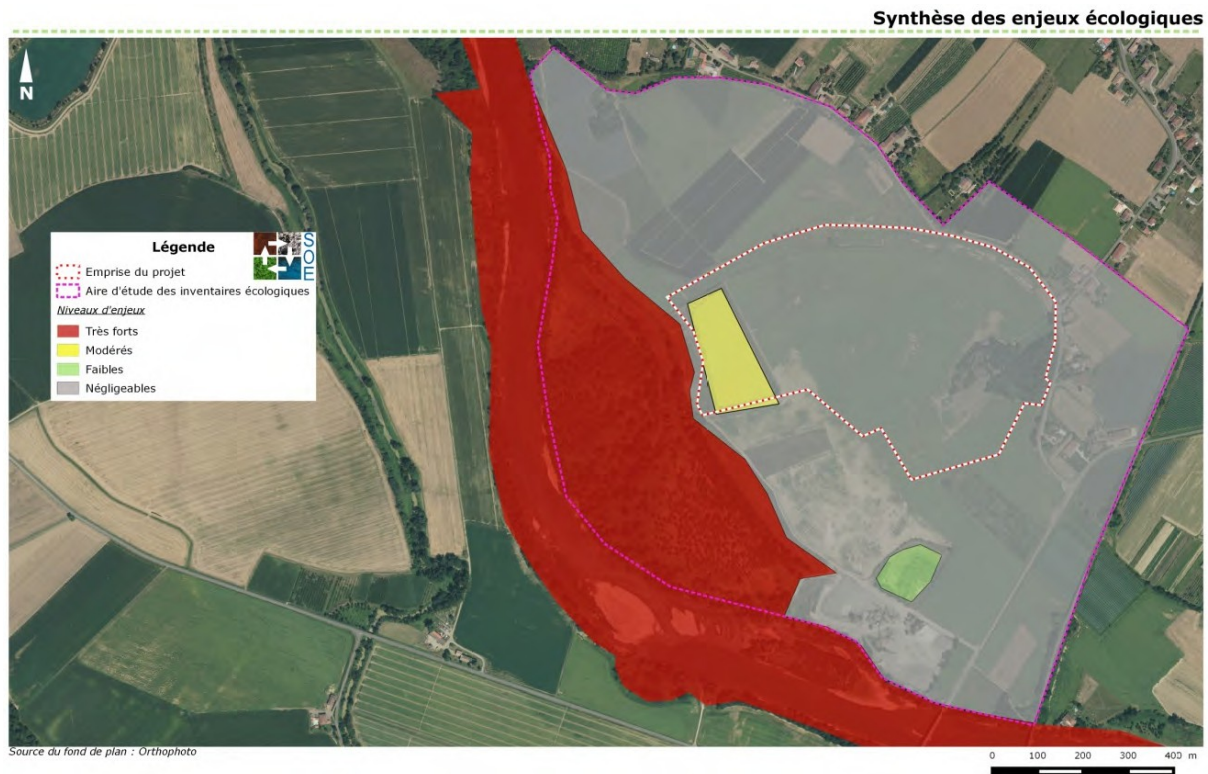 Synthèse des enjeux écologiques
N
Légende
SOE
Emprise du projet
Aire d'étude des inventaires écologiques
Niveaux d'enjeux
Très forts
Modérés
Faibles
Négligeables
Source du fond de plan : Orthophoto
0 100 200 300 400 m